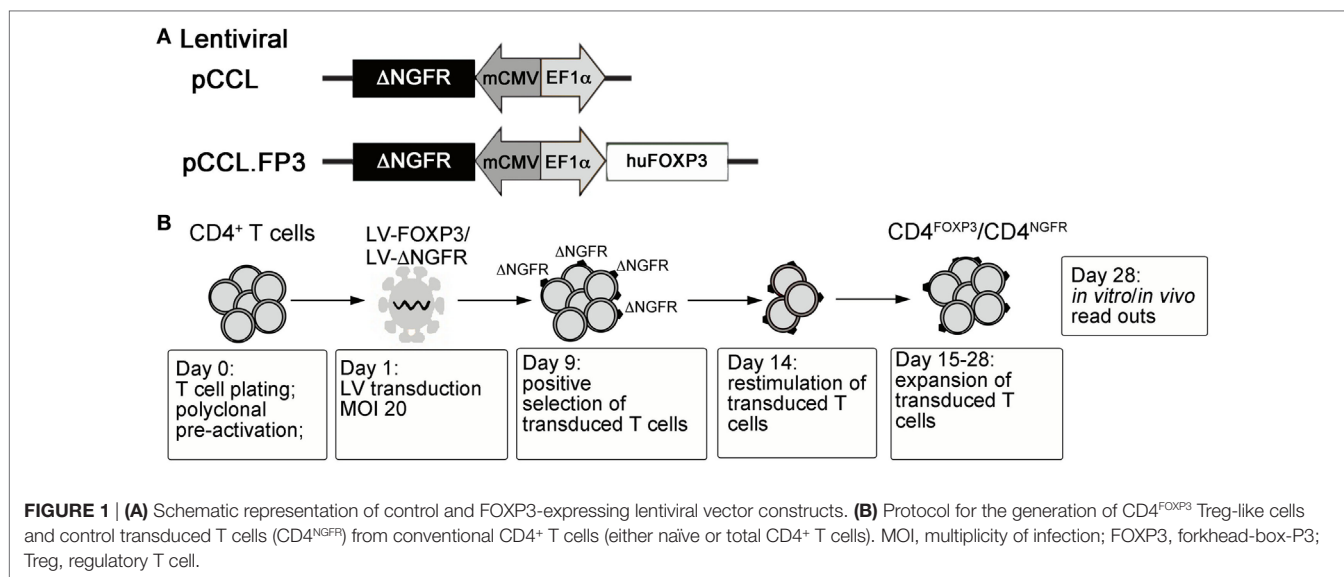 A Lentiviral
pCCL
ΔNGFR
mCMV
EF1α
pCCL.FP3
ΔNGFR
mCMV
EF1α
huFOXP3
B
CD4⁺ T cells
LV-FOXP3/
LV-ΔNGFR
ΔNGFR
ΔNGFR
ΔNGFR
ΔNGFR
CD4ᶠᴼˣᴾ³/CD4ᴺᴳᶠᴿ
Day 28:
in vitro/in vivo
read outs
Day 0:
T cell plating;
polyclonal
pre-activation;
Day 1:
LV transduction
MOI 20
Day 9:
positive
selection of
transduced T cells
Day 14:
restimulation of
transduced T
cells
Day 15-28:
expansion of
transduced T
cells
FIGURE 1 | (A) Schematic representation of control and FOXP3-expressing lentiviral vector constructs. (B) Protocol for the generation of CD4ᶠᴼˣᴾ³ Treg-like cells
and control transduced T cells (CD4ᴺᴳᶠᴿ) from conventional CD4⁺ T cells (either naïve or total CD4⁺ T cells). MOI, multiplicity of infection; FOXP3, forkhead-box-P3;
Treg, regulatory T cell.